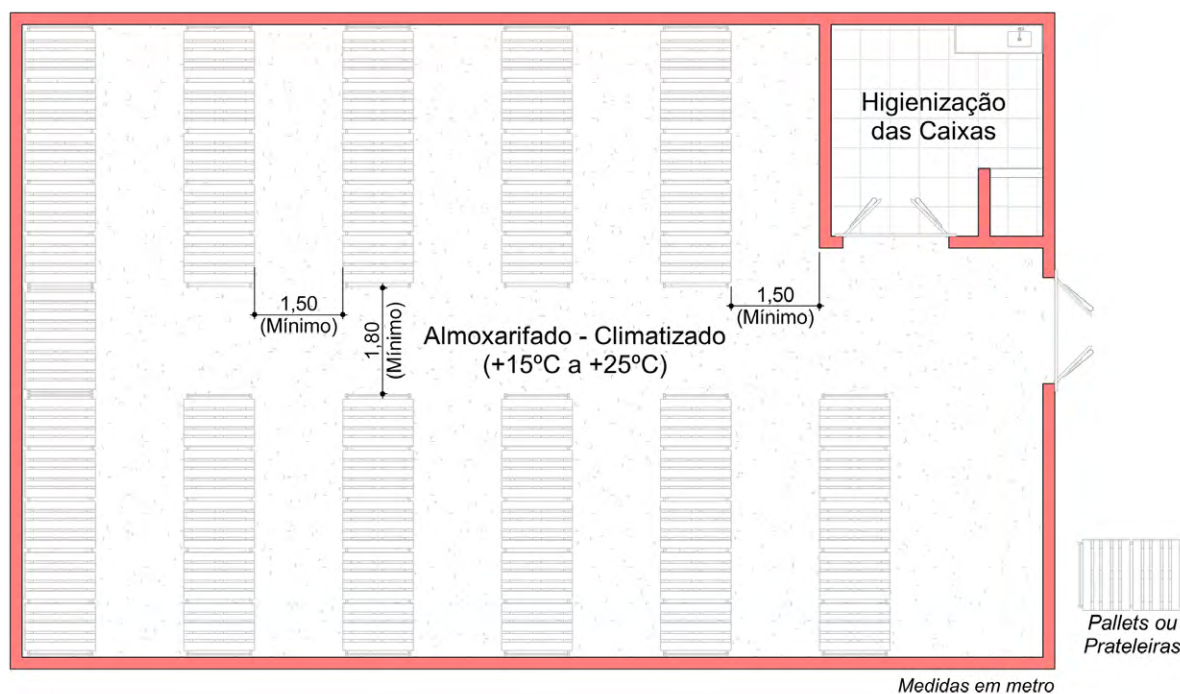 Higienização
das Caixas
1,50
(Mínimo)
1,80
(Mínimo)
1,50
(Mínimo)
Almoxarifado - Climatizado
(+15ºC a +25ºC)
Pallets ou
Prateleiras
Medidas em metro